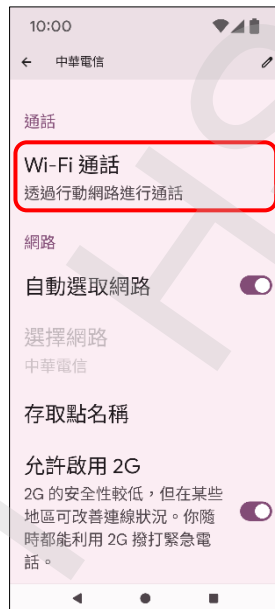 10:00
中華電信
通話
Wi-Fi 通話
透過行動網路進行通話
網路
自動選取網路
選擇網路
中華電信
存取點名稱
允許啟用 2G
2G 的安全性較低，但在某些
地區可改善連線狀況。你隨
時都能利用 2G 撥打緊急電
話。